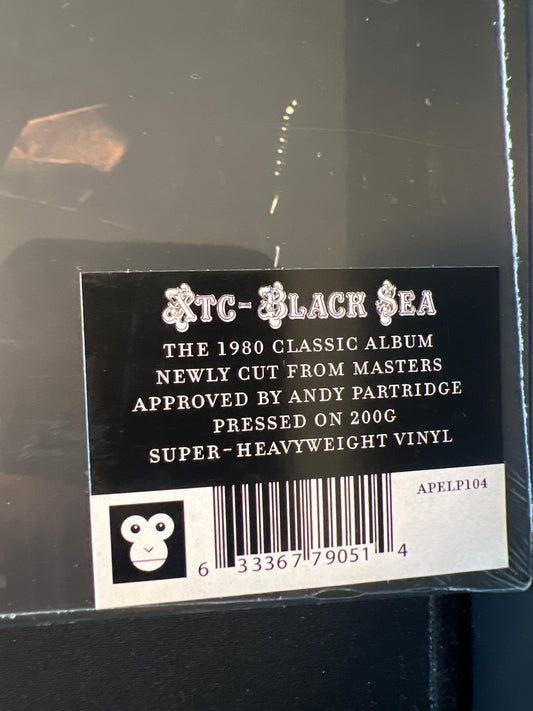 XTC-BLACK SEA
THE 1980 CLASSIC ALBUM
NEWLY CUT FROM MASTERS
APPROVED BY ANDY PARTRIDGE
PRESSED ON 200G
SUPER-HEAVYWEIGHT VINYL
APELP104
6 33367 79051 4